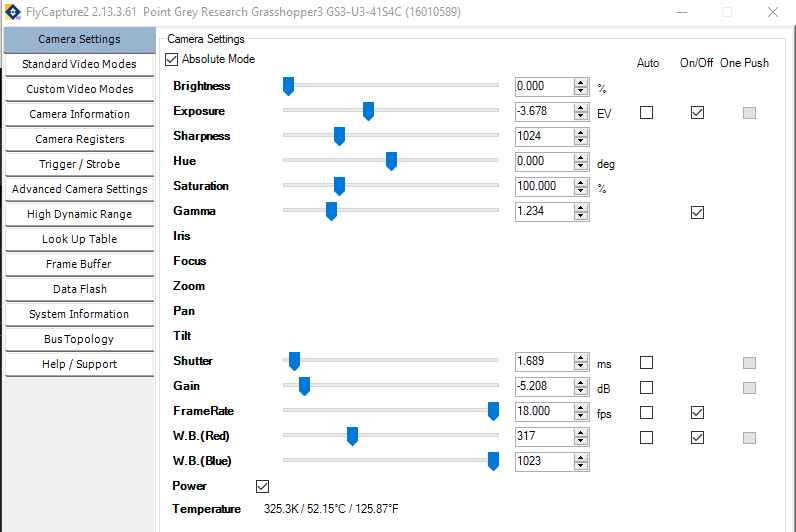 FlyCapture2 2.13.3.61 Point Grey Research Grasshopper3 GS3-U3-41S4C (16010589)
Camera Settings
Standard Video Modes
Custom Video Modes
Camera Information
Camera Registers
Trigger / Strobe
Advanced Camera Settings
High Dynamic Range
Look Up Table
Frame Buffer
Data Flash
System Information
Bus Topology
Help / Support
Camera Settings
Absolute Mode
Auto On/Off One Push
Brightness 0.000 %
Exposure -3.678 EV
Sharpness 1024
Hue 0.000 deg
Saturation 100.000 %
Gamma 1.234
Iris
Focus
Zoom
Pan
Tilt
Shutter 1.689 ms
Gain -5.208 dB
FrameRate 18.000 fps
W.B.(Red) 317
W.B.(Blue) 1023
Power
Temperature 325.3K / 52.15°C / 125.87°F